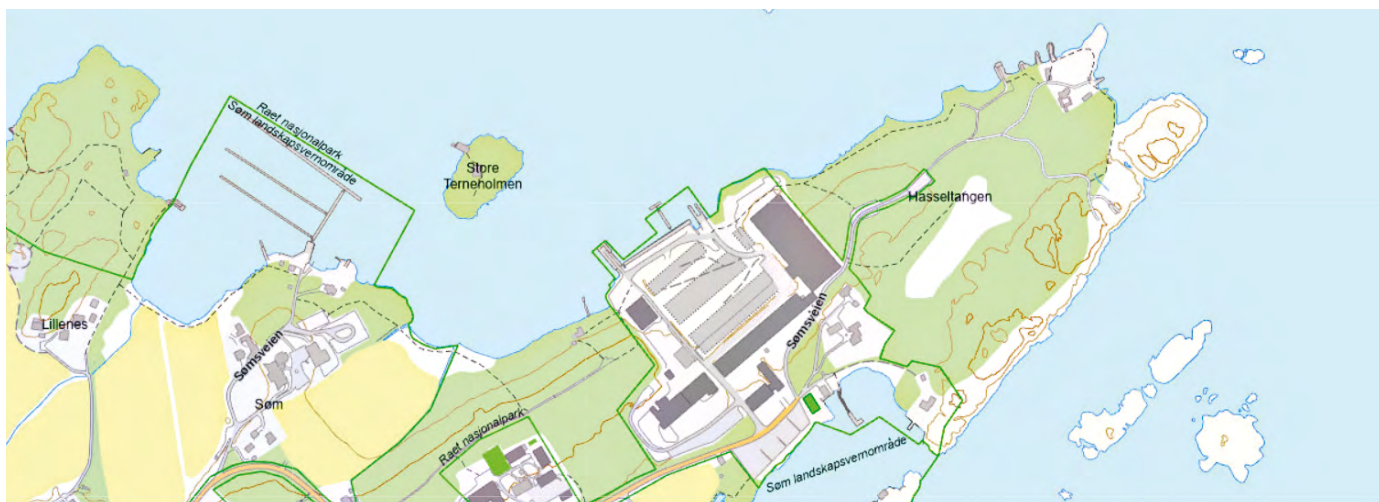 Raet nasjonalpark
Søm landskapsvernområde
Store
Terneholmen
Hasseltangen
Lillenes
Sømsveien
Sømsveien
Søm
Raet nasjonalpark
Søm landskapsvernområde